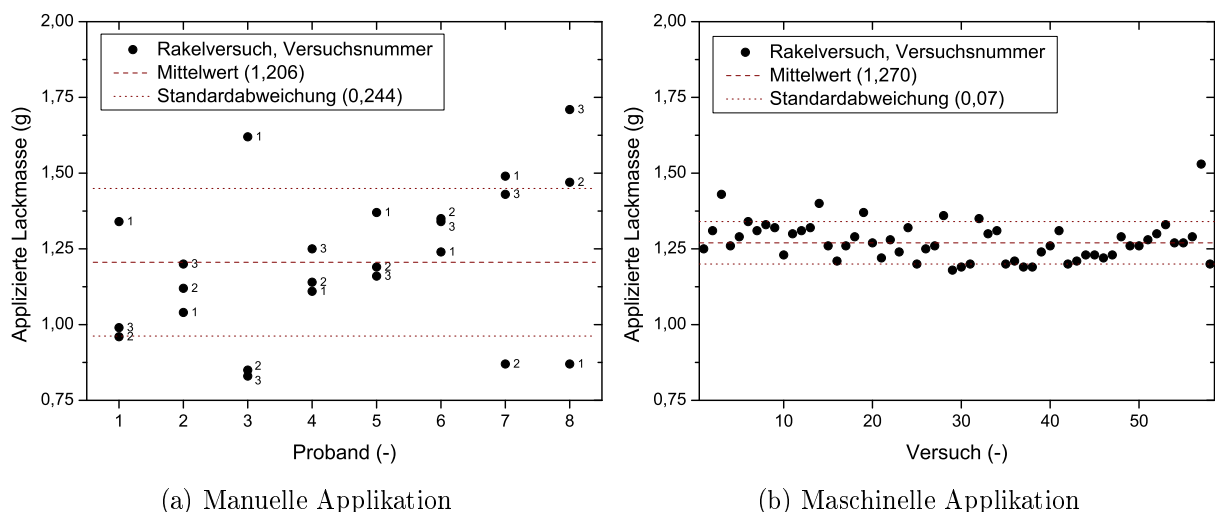 2,00
1,75
1,50
1,25
1,00
0,75
Applizierte Lackmasse (g)
Rakelversuch, Versuchsnummer
Mittelwert (1,206)
Standardabweichung (0,244)
1
3
2
3
2
1
1
2
3
3
2
1
1
2
3
2
3
1
1
3
2
3
2
1
1 2 3 4 5 6 7 8
Proband (-)
(a) Manuelle Applikation
2,00
1,75
1,50
1,25
1,00
0,75
Applizierte Lackmasse (g)
Rakelversuch, Versuchsnummer
Mittelwert (1,270)
Standardabweichung (0,07)
10 20 30 40 50
Versuch (-)
(b) Maschinelle Applikation